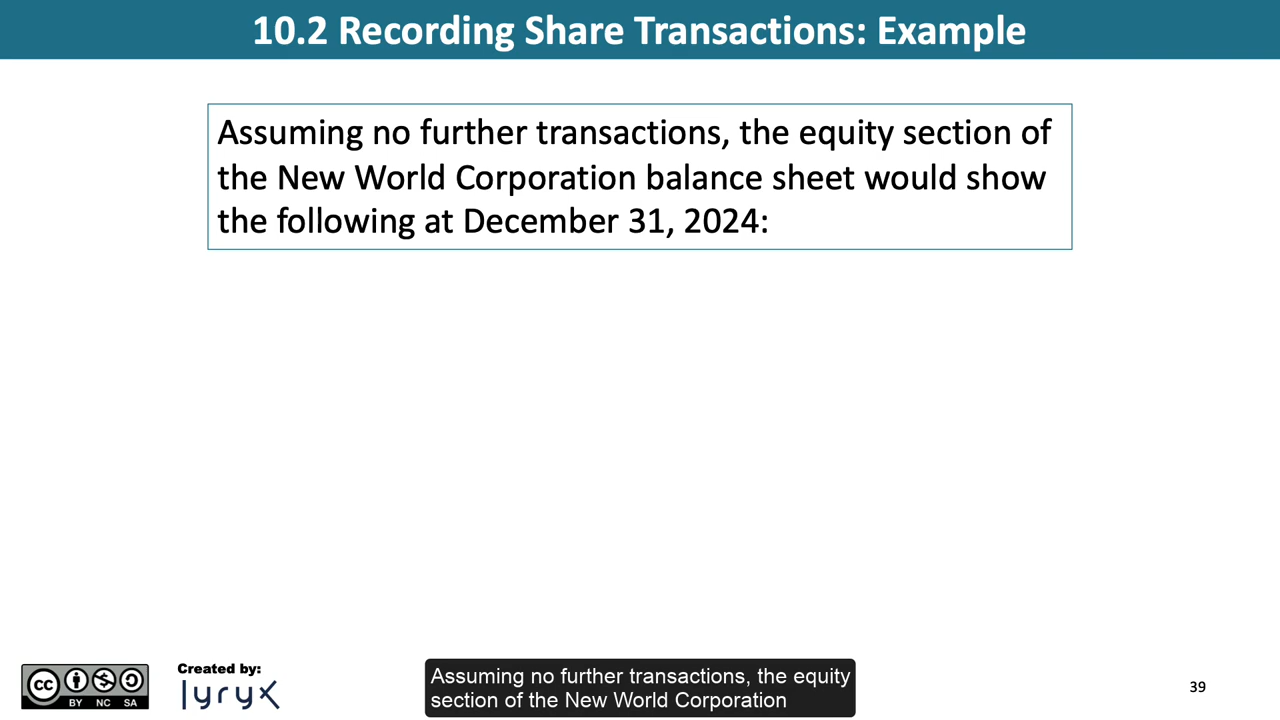 10.2 Recording Share Transactions: Example
Assuming no further transactions, the equity section of
the New World Corporation balance sheet would show
the following at December 31, 2024:
cc
BY NC SA
Created by:
lyryx
Assuming no further transactions, the equity
section of the New World Corporation
39